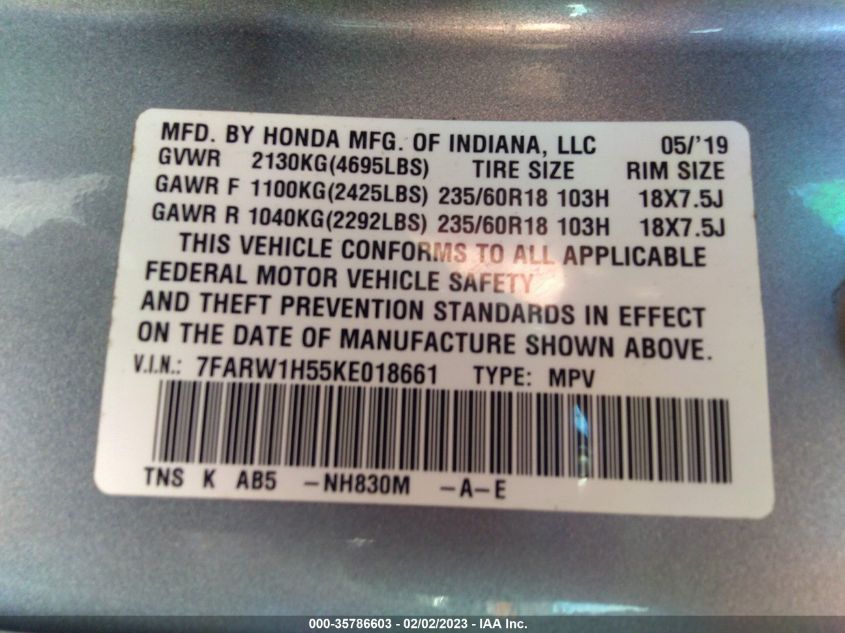 MFD. BY HONDA MFG. OF INDIANA, LLC 05/'19
GVWR 2130KG(4695LBS) TIRE SIZE RIM SIZE
GAWR F 1100KG(2425LBS) 235/60R18 103H 18X7.5J
GAWR R 1040KG(2292LBS) 235/60R18 103H 18X7.5J
THIS VEHICLE CONFORMS TO ALL APPLICABLE
FEDERAL MOTOR VEHICLE SAFETY
AND THEFT PREVENTION STANDARDS IN EFFECT
ON THE DATE OF MANUFACTURE SHOWN ABOVE.
V.I.N.: 7FARW1H55KE018661 TYPE: MPV
TNS K AB5 -NH830M -A-E
000-35786603 - 02/02/2023 - IAA Inc.